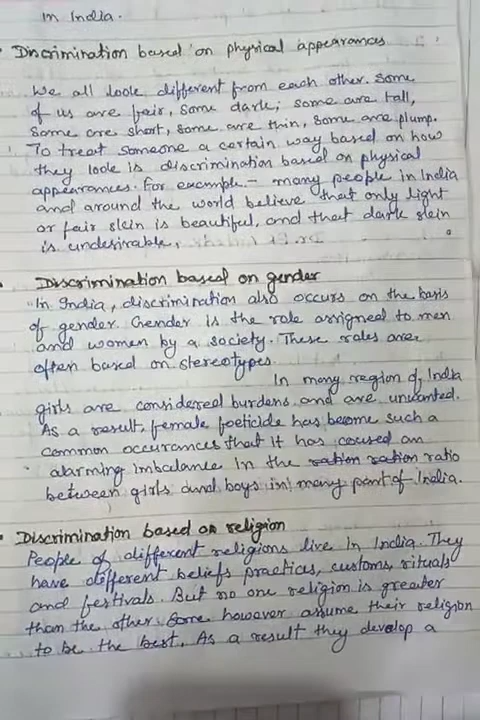 in India.
Discrimination based on physical appearances
We all look different from each other. Some
of us are fair, some dark; some are tall,
some are short, some are thin, some are plump.
To treat someone a certain way based on how
they look is discrimination based on physical
appearances. For example - many people in India
and around the world believe that only light
or fair skin is beautiful, and that dark skin
is undesirable,
Discrimination based on gender
In India, discrimination also occurs on the basis
of gender. Gender is the role assigned to men
and women by a society. These roles are
often based on stereotypes.
In many region of India
girls are considered burdens and are unwanted.
As a result, female foeticide has become such a
common occurances that it has caused an
alarming imbalance in the ration ration ratio
between girls and boys in many part of India.
Discrimination based on religion
People of different religions live in India. They
have different beliefs practices, customs, rituals
and festivals. But no one religion is greater
than the other. Some however assume their religion
to be the best. As a result they develop a